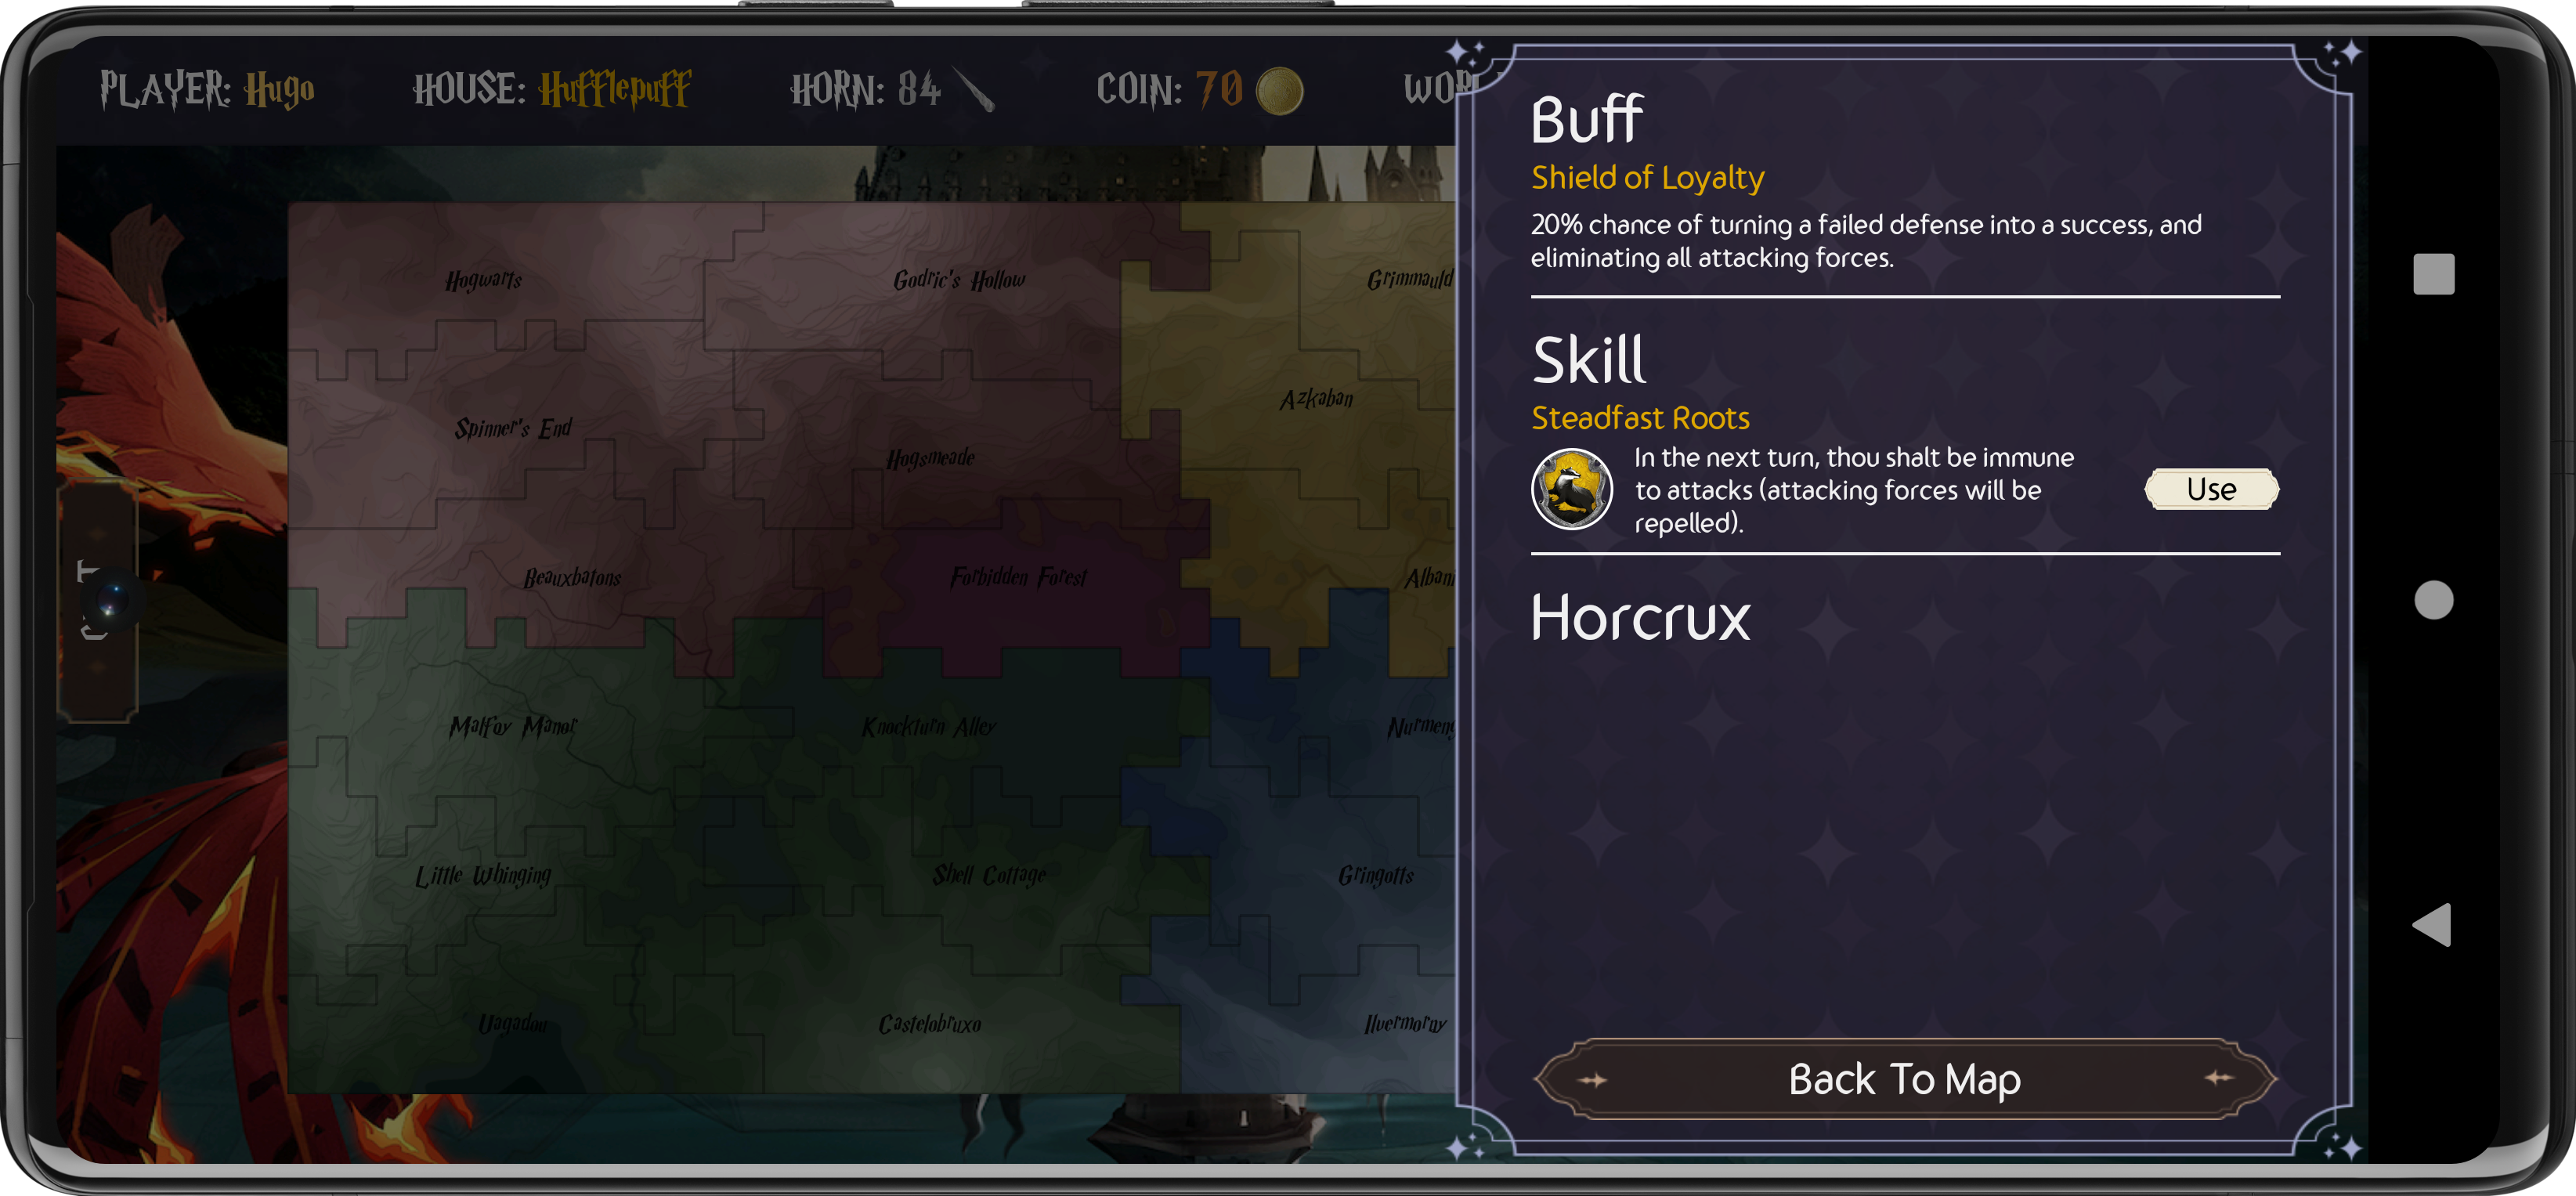 PLAYER: Hugo HOUSE: Hufflepuff HORN: 84 COIN: 70
Buff
Shield of Loyalty
20% chance of turning a failed defense into a success, and
eliminating all attacking forces.
Skill
Steadfast Roots
In the next turn, thou shalt be immune
to attacks (attacking forces will be
repelled).
Use
Horcrux
Back To Map
Hogwarts
Godric's Hollow
Grimmauld
Azkaban
Spinner's End
Hogsmeade
Beauxbatons
Forbidden Forest
Malfoy Manor
Knockturn Alley
Little Whinging
Shell Cottage
Gringotts
Uagadou
Castelobruxo
Ilvermorny